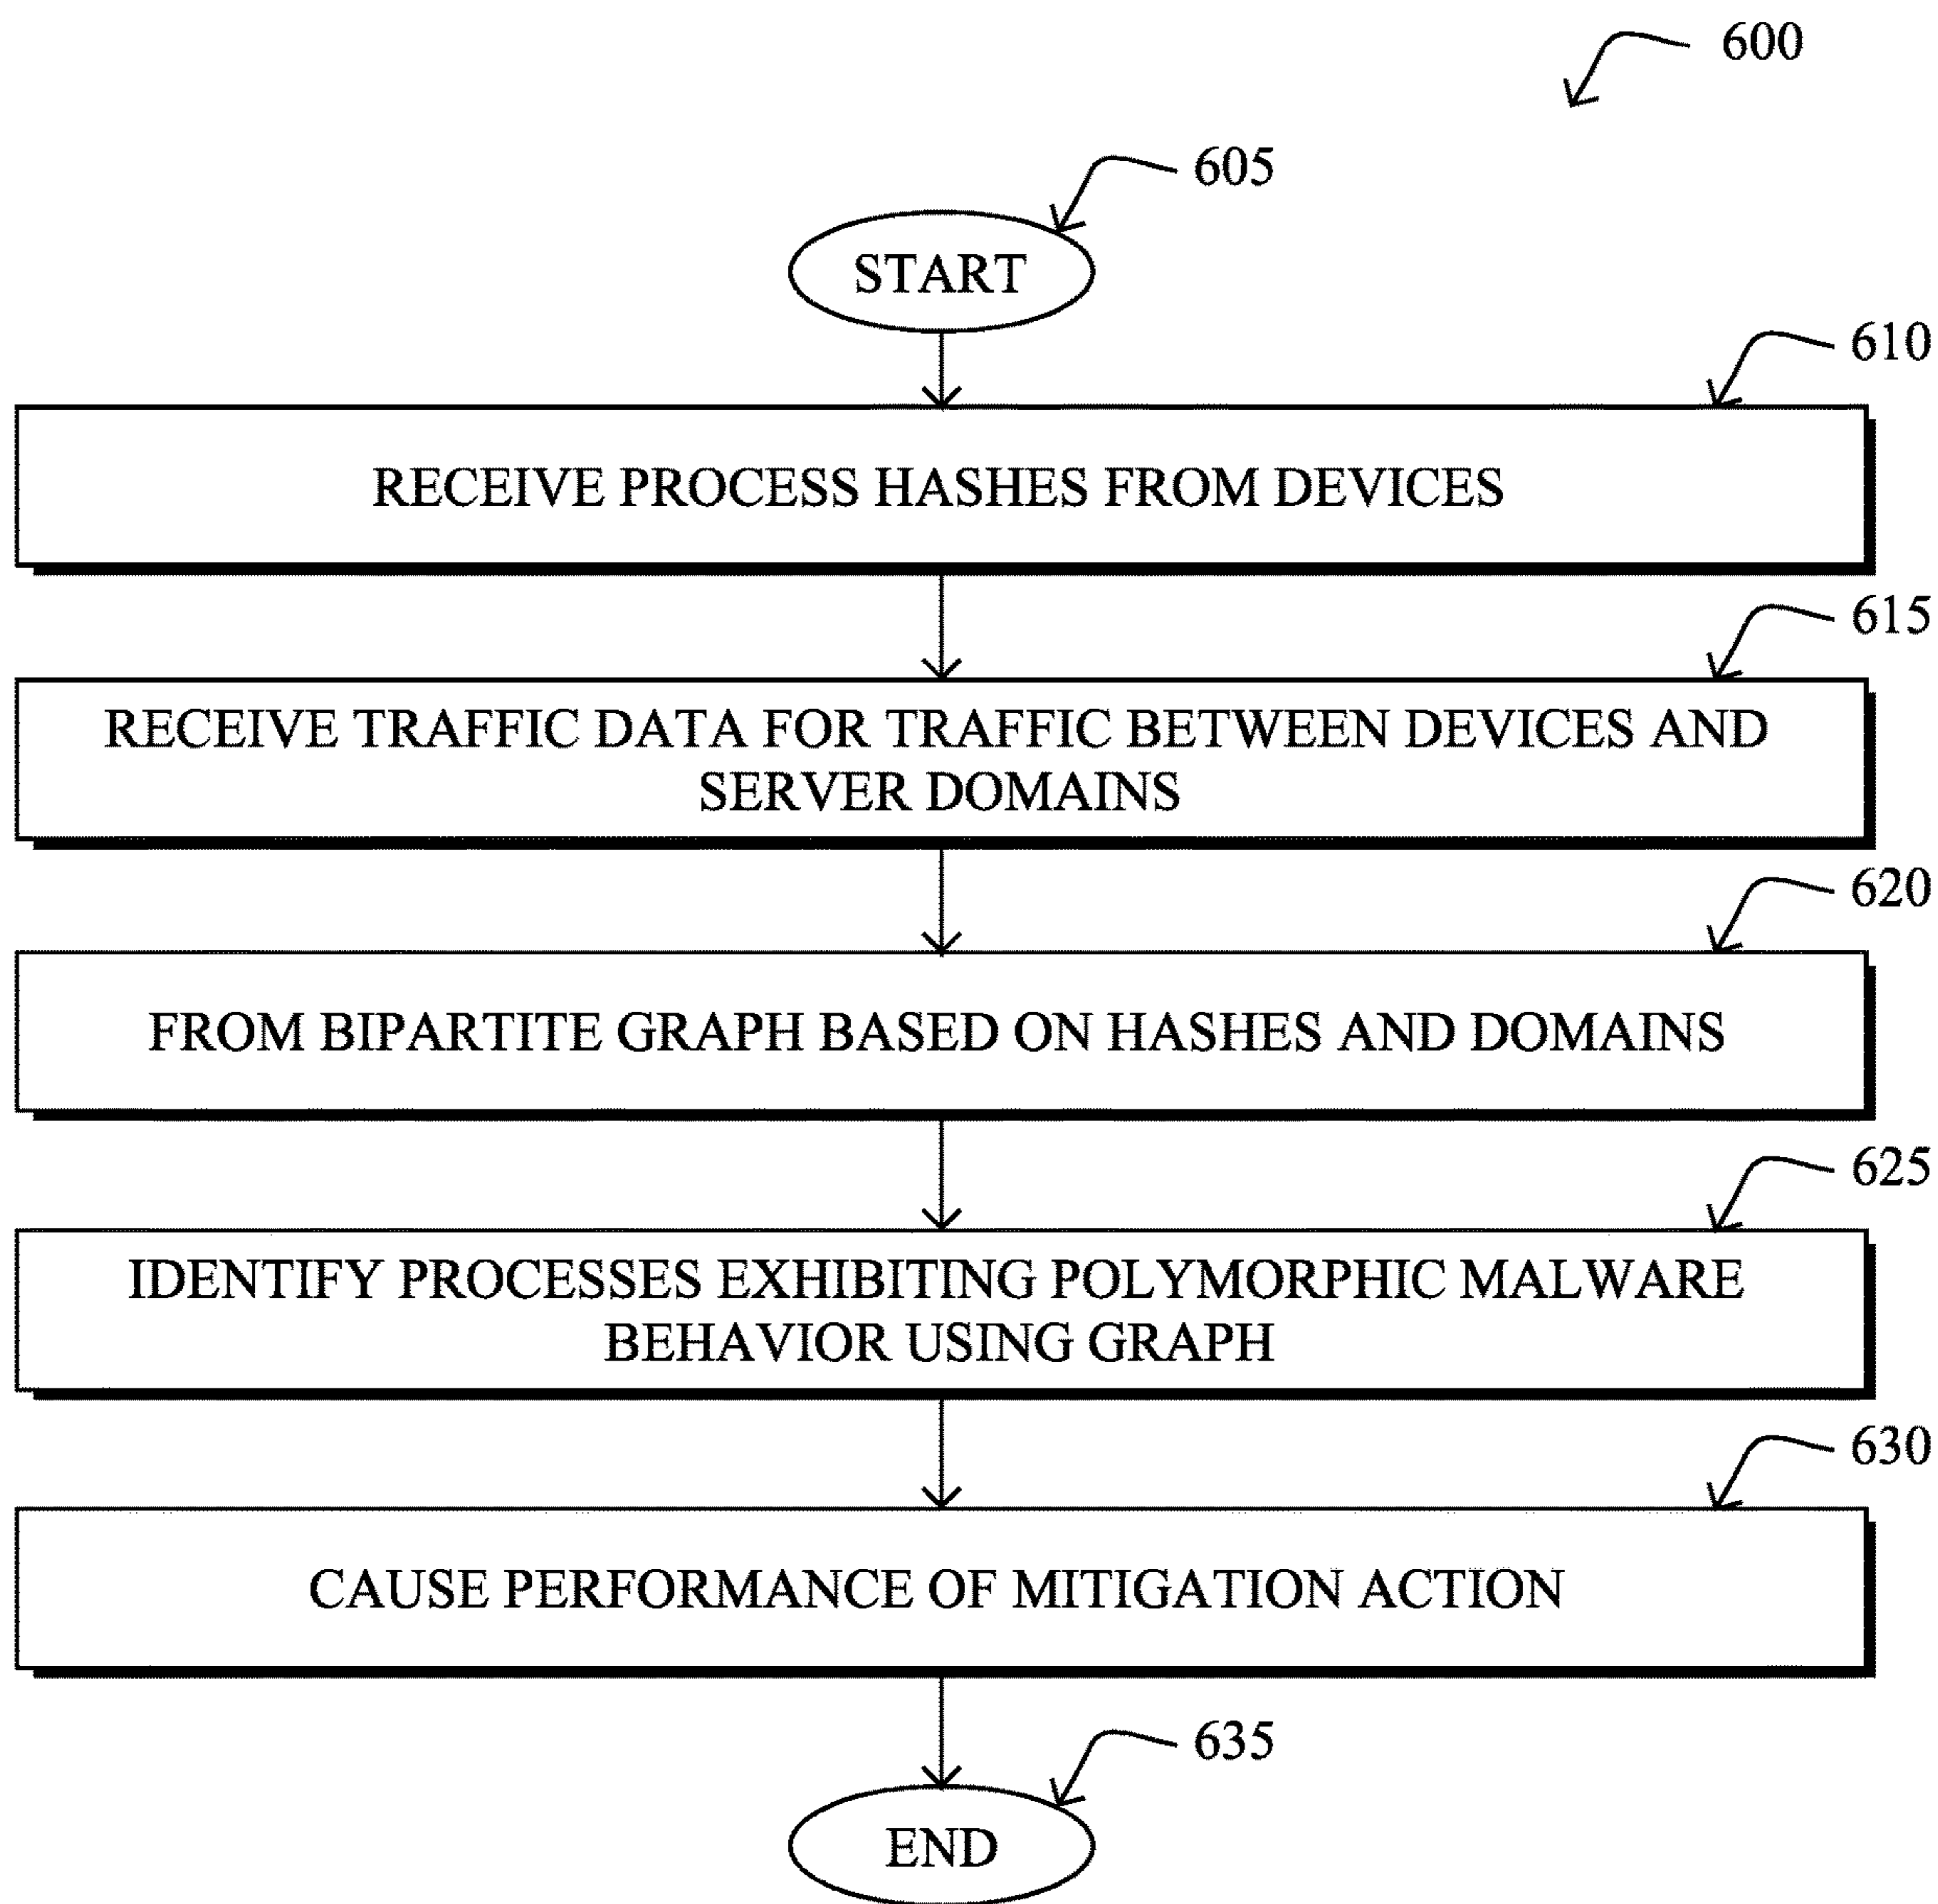 600
605
START
610
RECEIVE PROCESS HASHES FROM DEVICES
615
RECEIVE TRAFFIC DATA FOR TRAFFIC BETWEEN DEVICES AND
SERVER DOMAINS
620
FROM BIPARTITE GRAPH BASED ON HASHES AND DOMAINS
625
IDENTIFY PROCESSES EXHIBITING POLYMORPHIC MALWARE
BEHAVIOR USING GRAPH
630
CAUSE PERFORMANCE OF MITIGATION ACTION
635
END